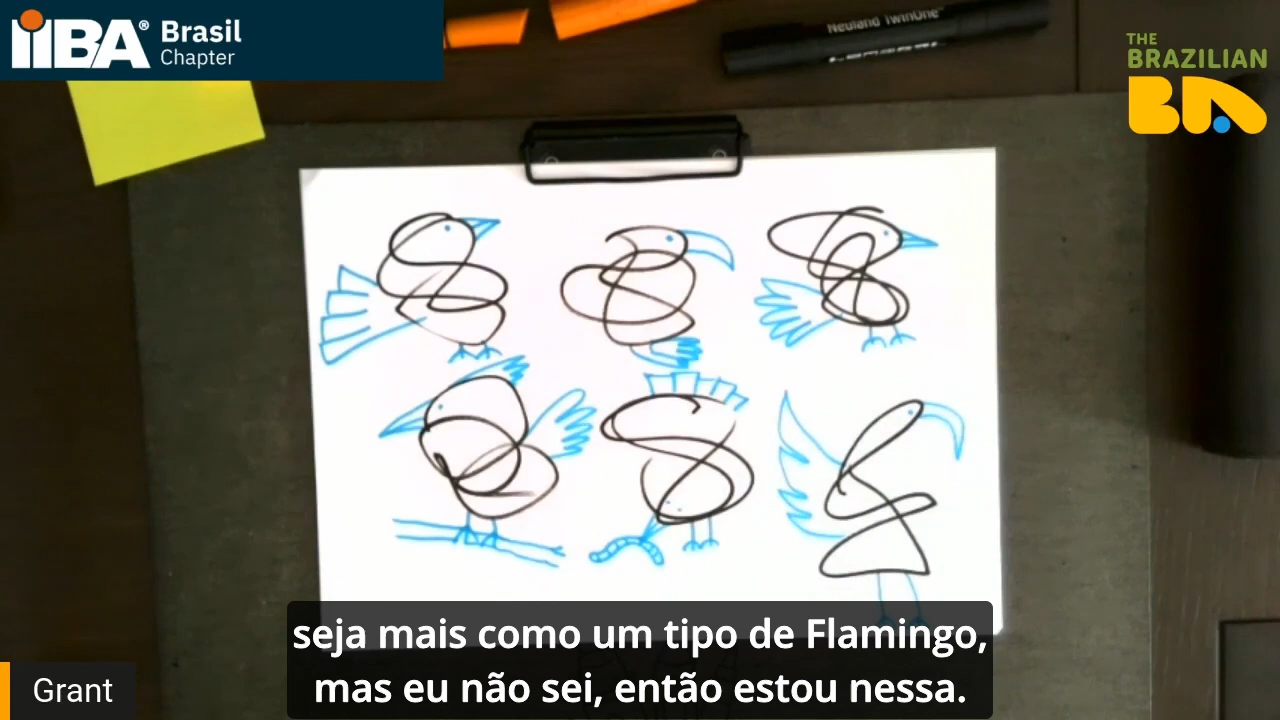 IIBA® Brasil
Chapter
Neuland TwinOne™
THE
BRAZILIAN
BA
seja mais como um tipo de Flamingo,
mas eu não sei, então estou nessa.
Grant